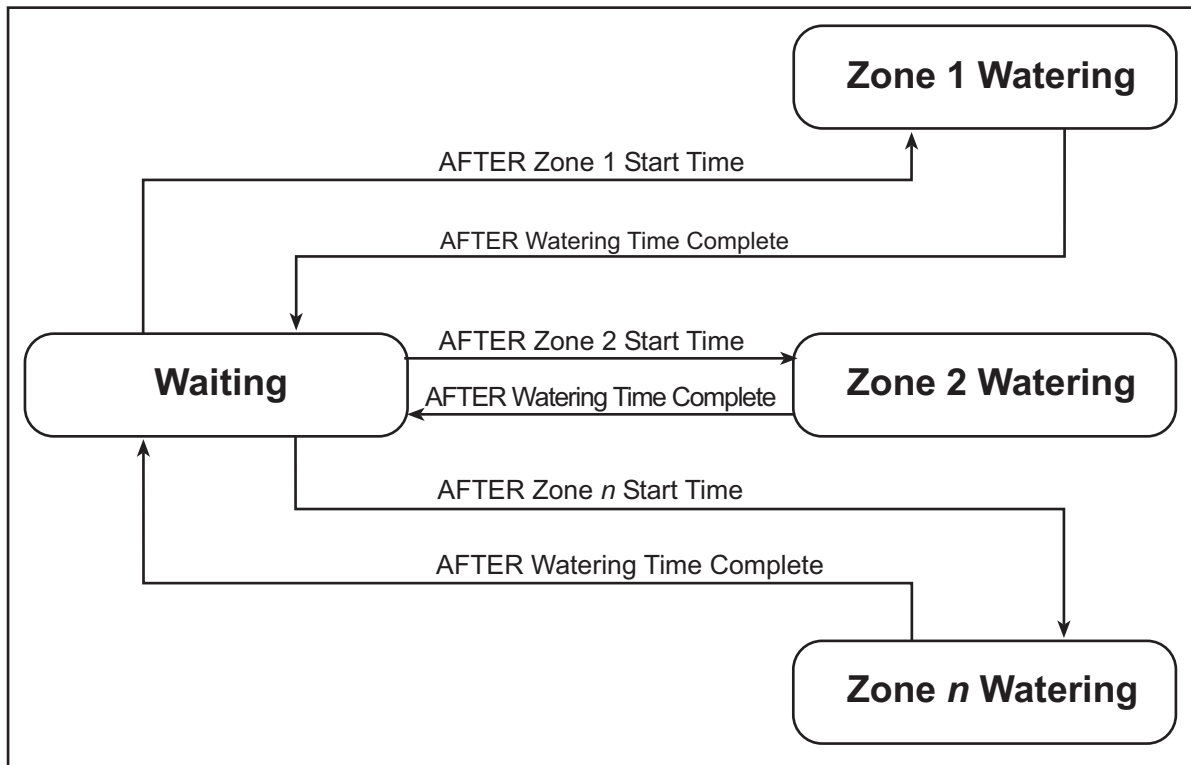 Zone 1 Watering
AFTER Zone 1 Start Time
AFTER Watering Time Complete
AFTER Zone 2 Start Time
Waiting
Zone 2 Watering
AFTER Watering Time Complete
AFTER Zone n Start Time
AFTER Watering Time Complete
Zone n Watering